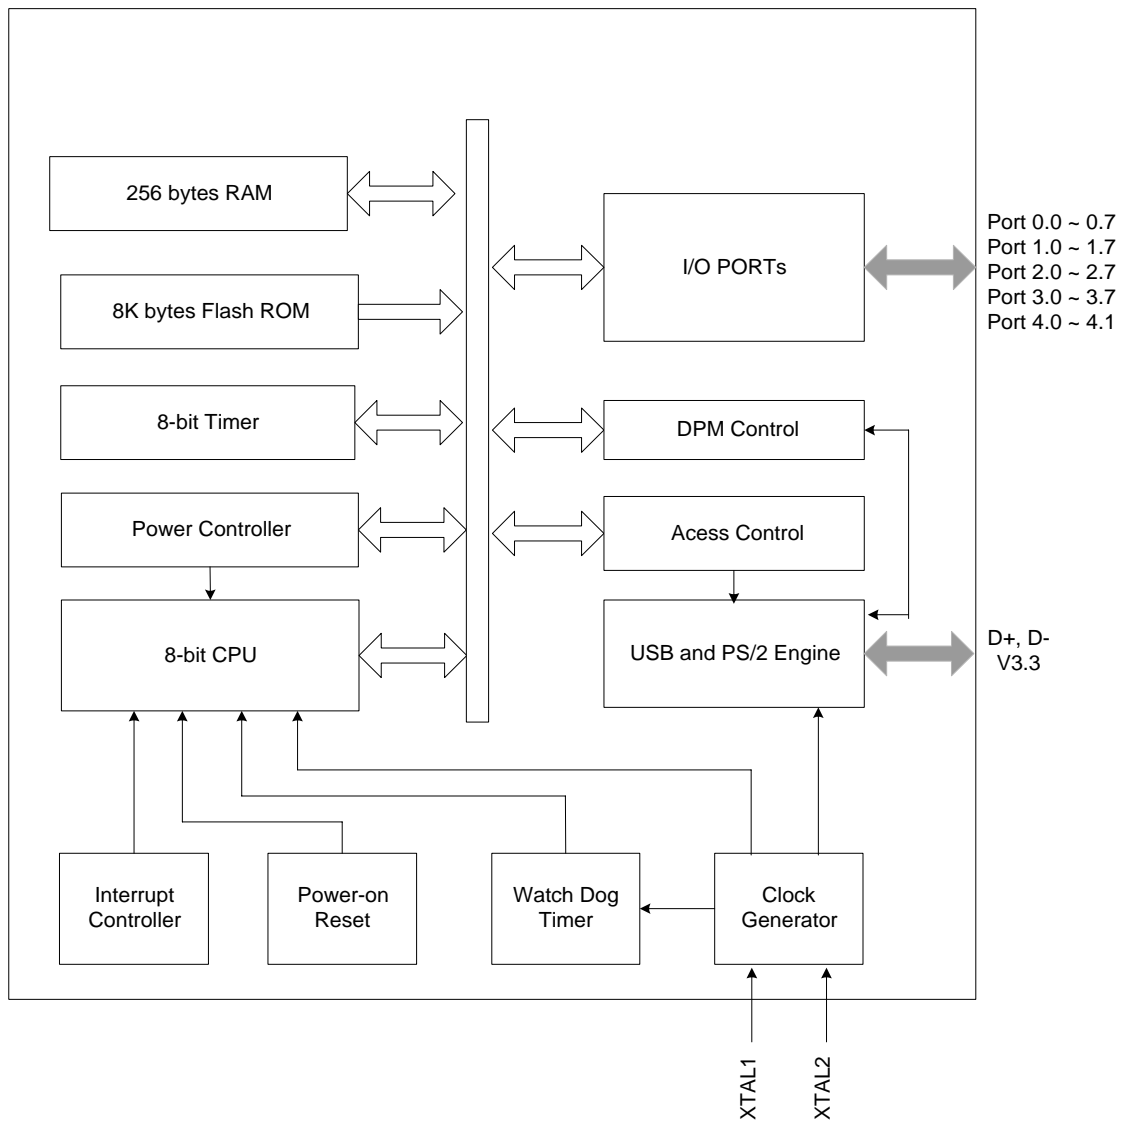 256 bytes RAM
8K bytes Flash ROM
8-bit Timer
Power Controller
8-bit CPU
I/O PORTs
Port 0.0 ~ 0.7
Port 1.0 ~ 1.7
Port 2.0 ~ 2.7
Port 3.0 ~ 3.7
Port 4.0 ~ 4.1
DPM Control
Acess Control
USB and PS/2 Engine
D+, D-
V3.3
Interrupt
Controller
Power-on
Reset
Watch Dog
Timer
Clock
Generator
XTAL1
XTAL2